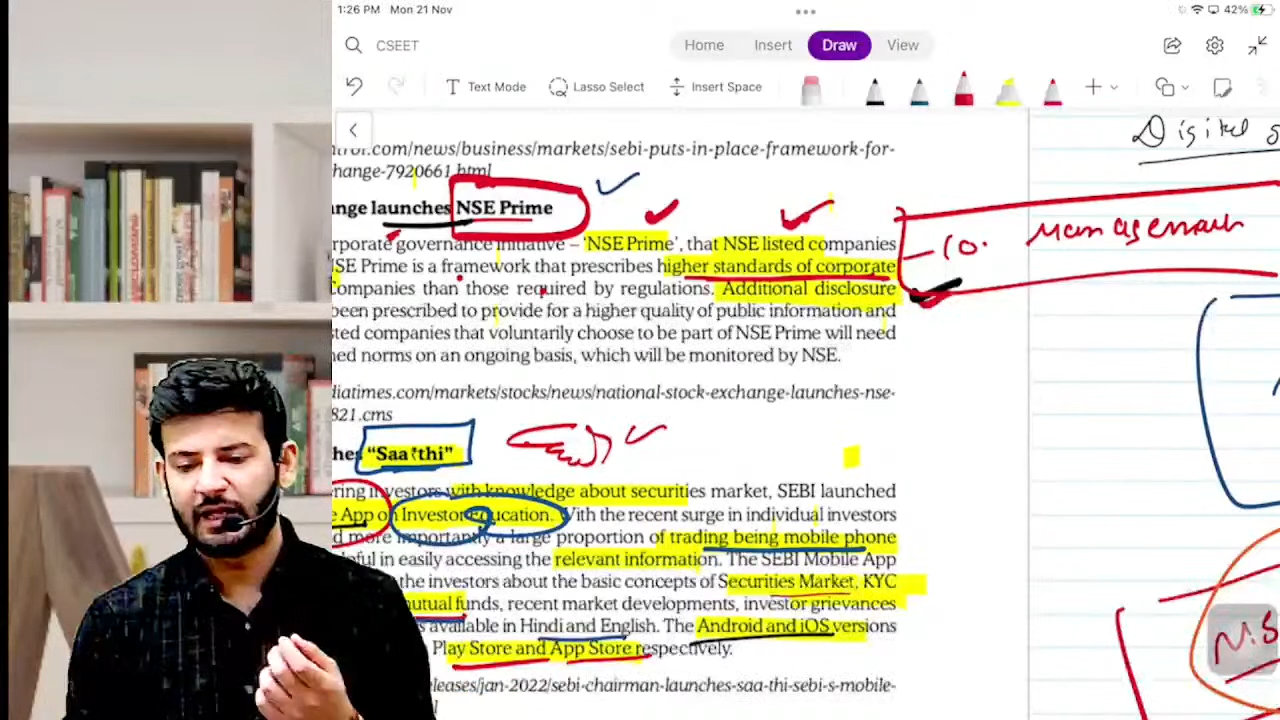 1:26 PM Mon 21 Nov
42%
CSEET
Home Insert Draw View
Text Mode Lasso Select Insert Space
Digital
ntrol.com/news/business/markets/sebi-puts-in-place-framework-for-
hange-7920661.html
nge launches NSE Prime
rporate governance initiative – 'NSE Prime', that NSE listed companies
SE Prime is a framework that prescribes higher standards of corporate
ompanies than those required by regulations. Additional disclosure
been prescribed to provide for a higher quality of public information and
ted companies that voluntarily choose to be part of NSE Prime will need
ed norms on an ongoing basis, which will be monitored by NSE.
diatimes.com/markets/stocks/news/national-stock-exchange-launches-nse-
821.cms
hes "Saa₹thi"
ring investors with knowledge about securities market, SEBI launched
e App on Investor Education. With the recent surge in individual investors
d more importantly a large proportion of trading being mobile phone
eful in easily accessing the relevant information. The SEBI Mobile App
the investors about the basic concepts of Securities Market, KYC
mutual funds, recent market developments, investor grievances
s available in Hindi and English. The Android and iOS versions
Play Store and App Store respectively.
eleases/jan-2022/sebi-chairman-launches-saa-thi-sebi-s-mobile-
l